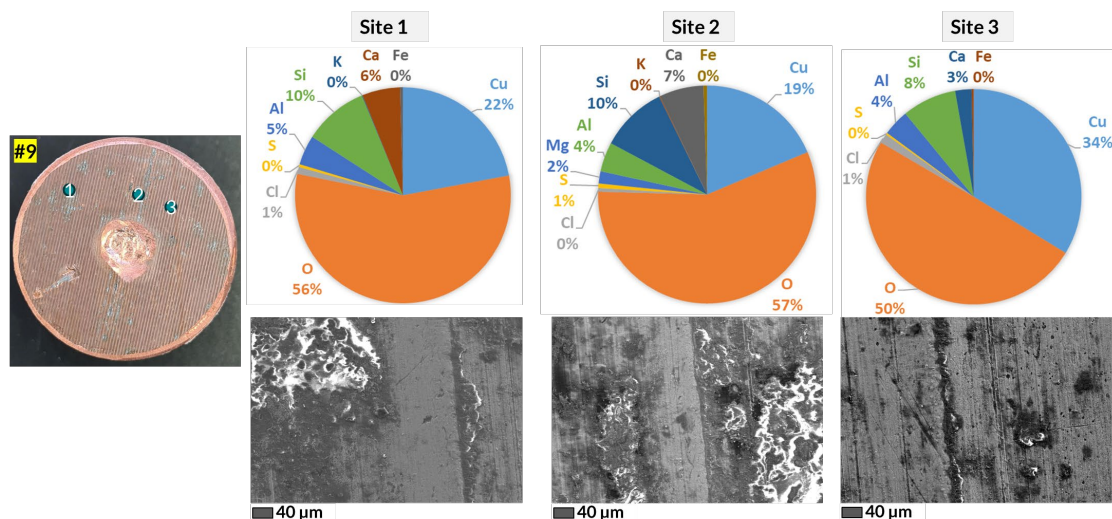 Site 1
Site 2
Site 3
#9
1
2
3
Cu
22%
O
56%
Cl
1%
S
0%
Al
5%
Si
10%
K
0%
Ca
6%
Fe
0%
Cu
19%
O
57%
Cl
0%
S
1%
Mg
2%
Al
4%
Si
10%
K
0%
Ca
7%
Fe
0%
Cu
34%
O
50%
Cl
1%
S
0%
Al
4%
Si
8%
Ca
3%
Fe
0%
40 µm
40 µm
40 µm